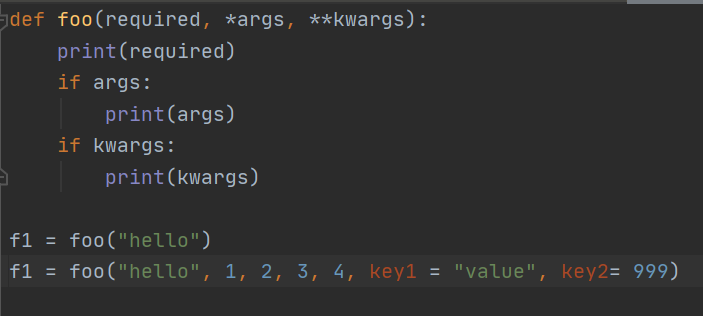 def foo(required, *args, **kwargs):
    print(required)
    if args:
        print(args)
    if kwargs:
        print(kwargs)

f1 = foo("hello")
f1 = foo("hello", 1, 2, 3, 4, key1 = "value", key2= 999)